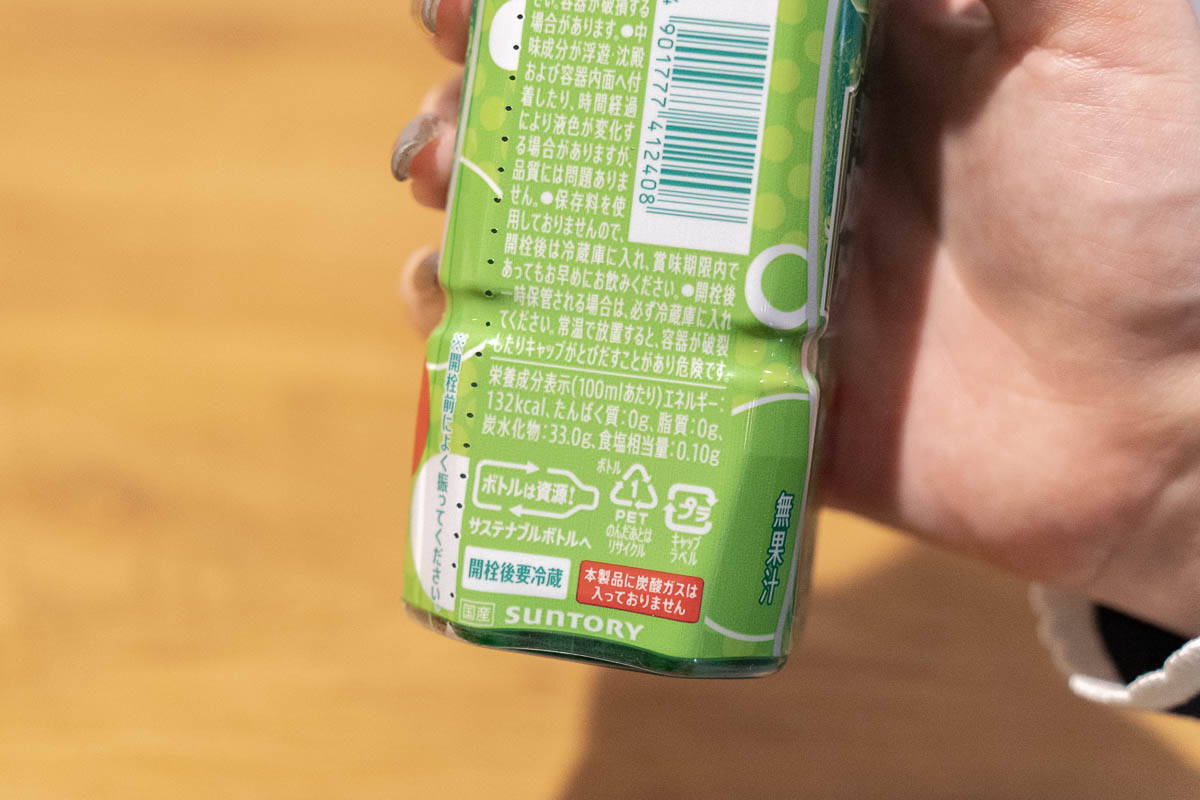 さい。容器が破損する
場合があります。●中
味成分が浮遊・沈殿
および容器内面へ付
着したり、時間経過
により液色が変化す
る場合がありますが、
品質には問題ありま
せん。●保存料を使
用しておりませんので、
開栓後は冷蔵庫に入れ、賞味期限内で
あってもお早めにお飲みください。●開栓後
一時保管される場合は、必ず冷蔵庫に入れ
てください。常温で放置すると、容器が破裂
したりキャップがとびだすことがあり危険です。
4 901777 412408
栄養成分表示(100mlあたり)エネルギー:
132kcal、たんぱく質:0g、脂質:0g、
炭水化物:33.0g、食塩相当量:0.10g
※開栓前によく振ってください。
ボトルは資源!
サステナブルボトルへ
ボトル
1
PET
のんだあとは
リサイクル
プラ
キャップ
ラベル
開栓後要冷蔵
本製品に炭酸ガスは
入っておりません
国産
SUNTORY
無果汁